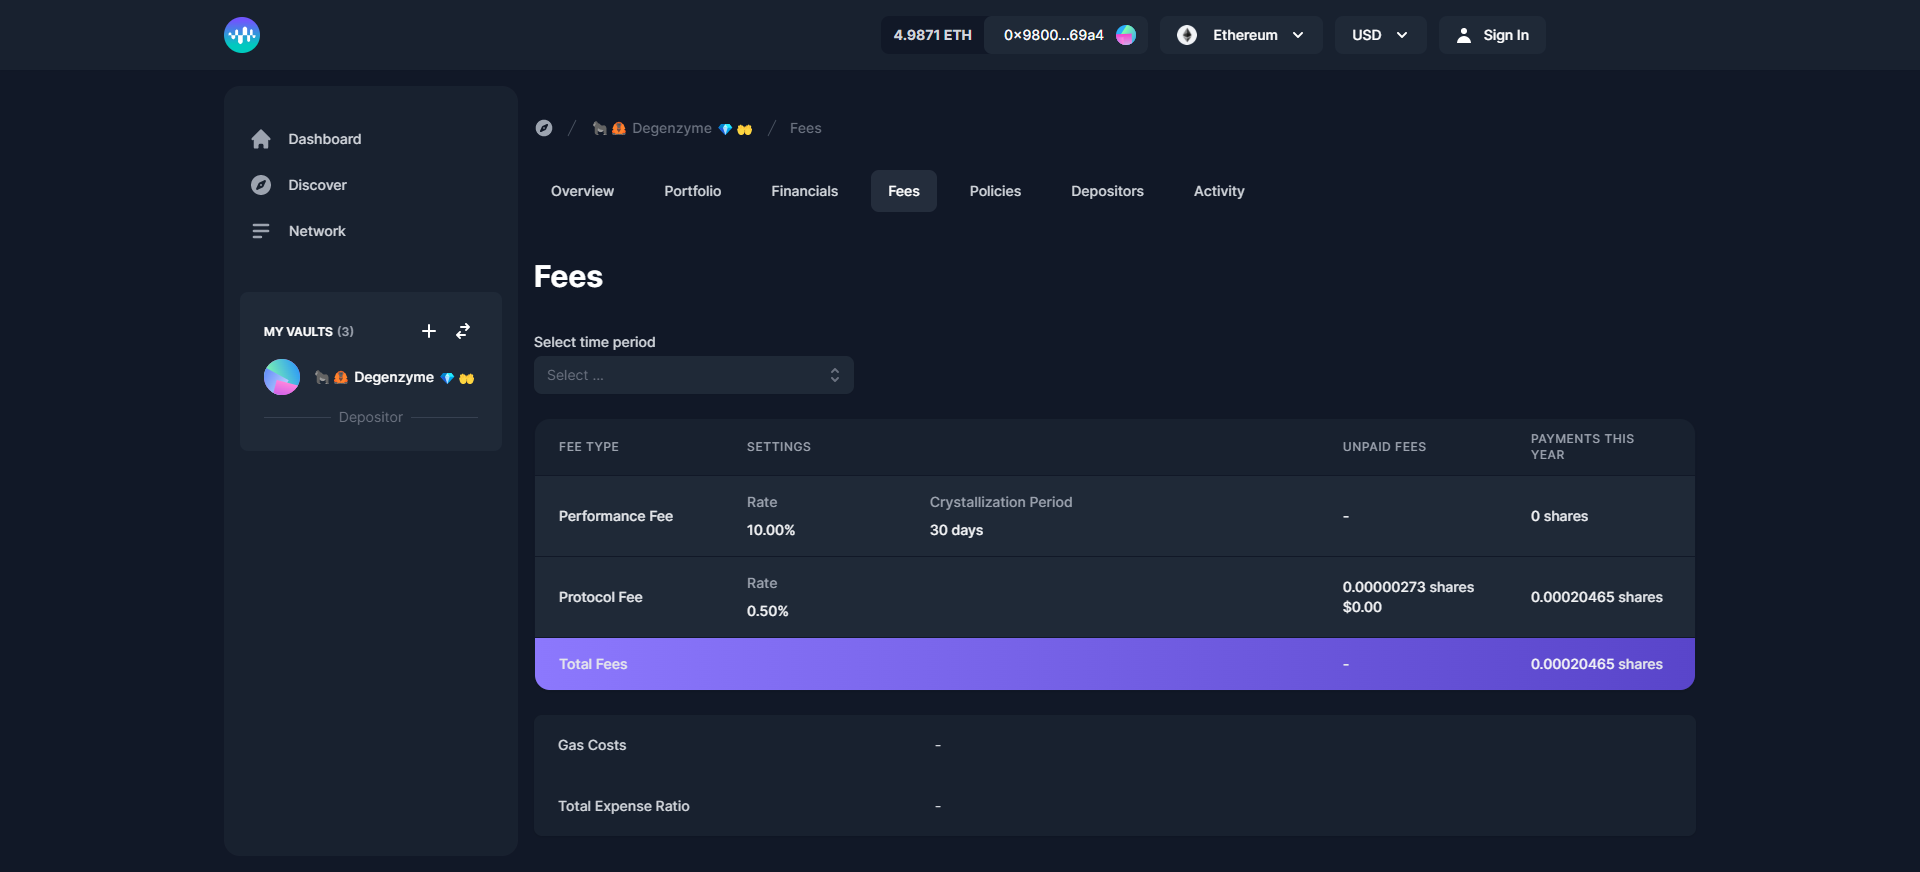 4.9871 ETH
0×9800...69a4
Ethereum
USD
Sign In
Dashboard
Discover
Network
MY VAULTS (3)
🦍 🦧 Degenzyme 💎 👐
Depositor
/ 🦍 🦧 Degenzyme 💎 👐 / Fees
Overview
Portfolio
Financials
Fees
Policies
Depositors
Activity
Fees
Select time period
Select ...
FEE TYPE
SETTINGS
UNPAID FEES
PAYMENTS THIS
YEAR
Performance Fee
Rate
10.00%
Crystallization Period
30 days
-
0 shares
Protocol Fee
Rate
0.50%
0.00000273 shares
$0.00
0.00020465 shares
Total Fees
-
0.00020465 shares
Gas Costs
-
Total Expense Ratio
-